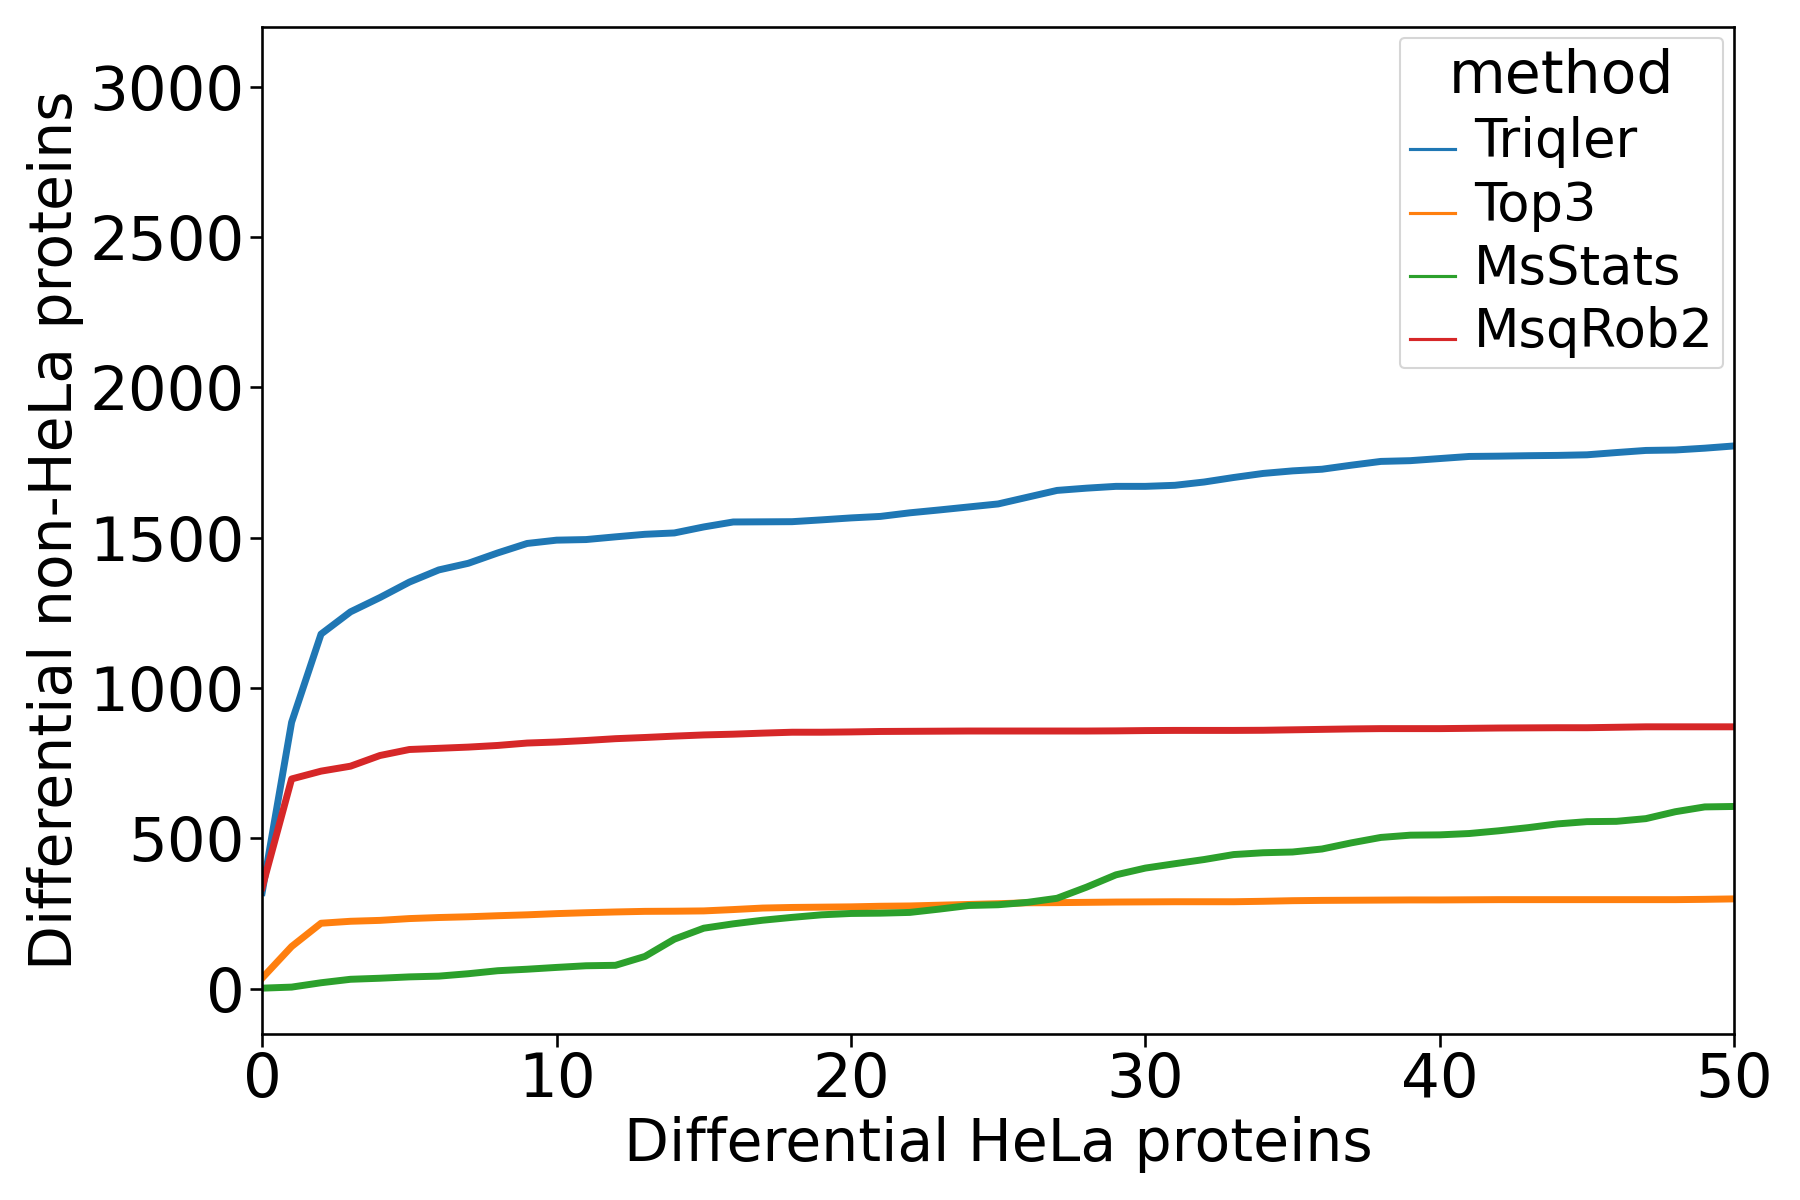 Differential non-HeLa proteins
3000
2500
2000
1500
1000
500
0
method
Triqler
Top3
MsStats
MsqRob2
0 10 20 30 40 50
Differential HeLa proteins